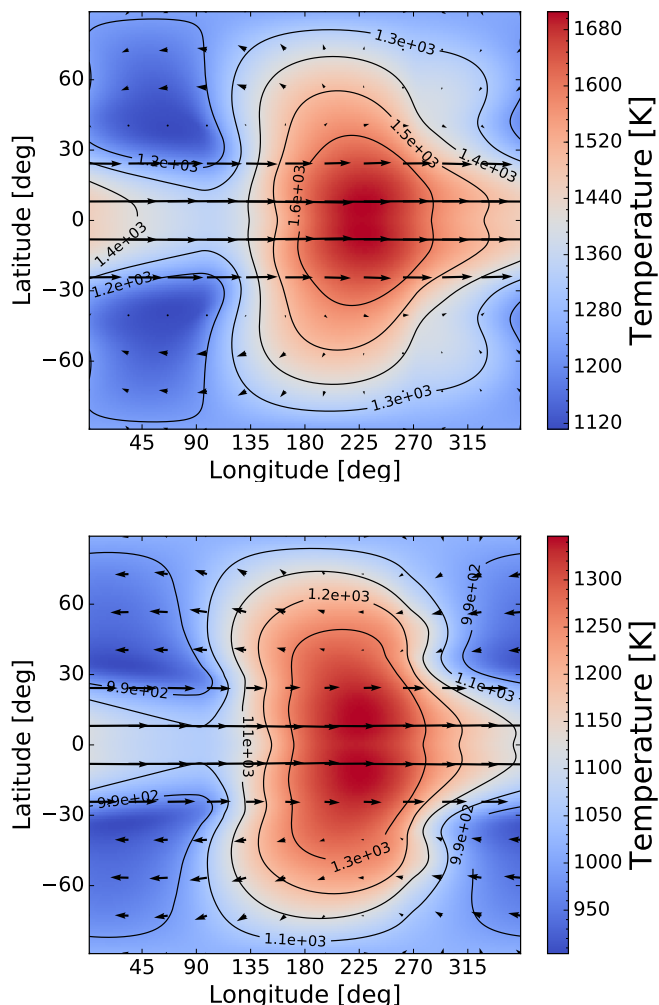 60
30
0
−30
−60
Latitude [deg]
45 90 135 180 225 270 315
Longitude [deg]
1.3e+03
1.5e+03
1.4e+03
1.2e+03
1.6e+03
1.4e+03
1.2e+03
1.3e+03
1680
1600
1520
1440
1360
1280
1200
1120
Temperature [K]
60
30
0
−30
−60
Latitude [deg]
45 90 135 180 225 270 315
Longitude [deg]
9.9e+02
1.2e+03
1.1e+03
9.9e+02
1.1e+03
9.9e+02
9.9e+02
1.3e+03
1.1e+03
1300
1250
1200
1150
1100
1050
1000
950
Temperature [K]